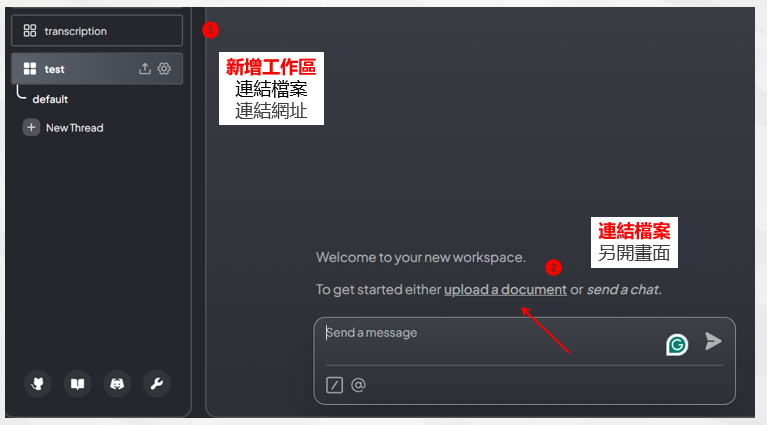 transcription
1
test
新增工作區
連結檔案
連結網址
default
New Thread
連結檔案
另開畫面
Welcome to your new workspace.
2
To get started either upload a document or send a chat.
Send a message
G
@